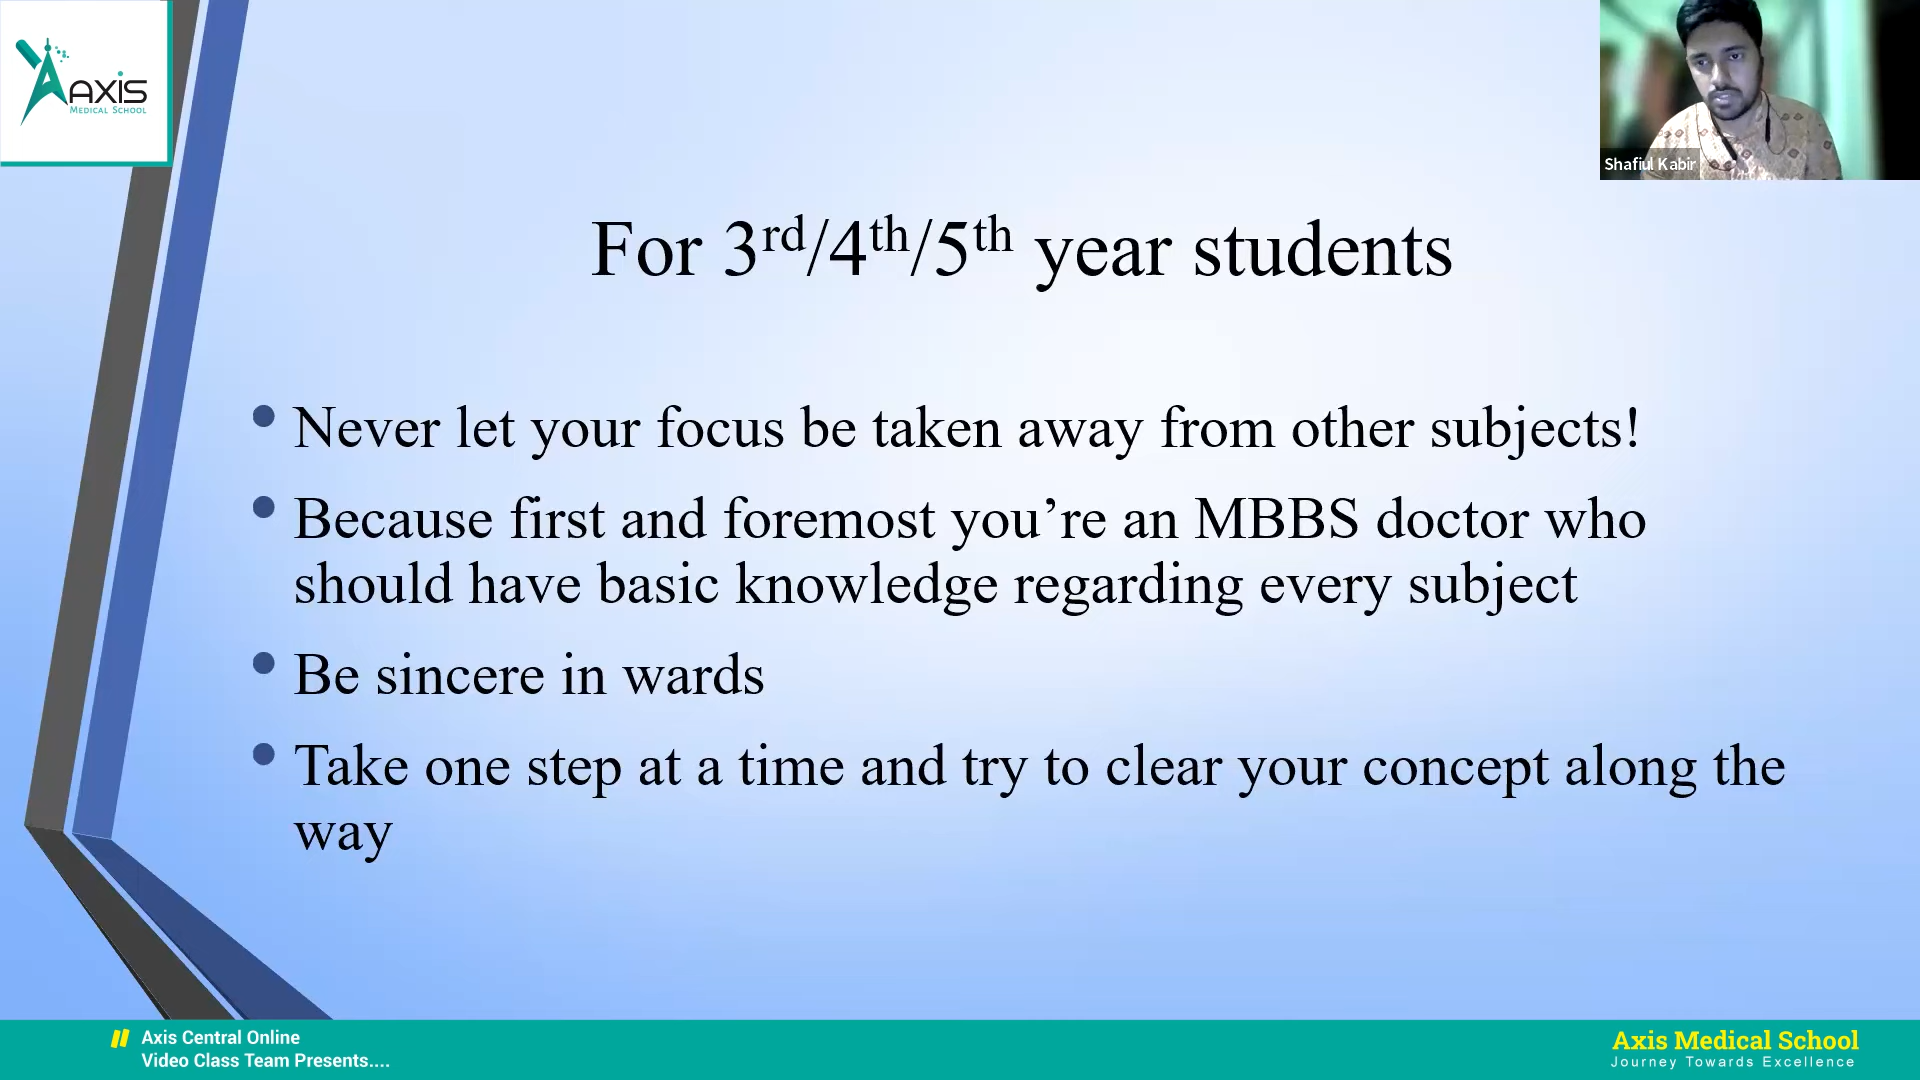 AXIS
MEDICAL SCHOOL
Shafiul Kabir
For 3rd/4th/5th year students
• Never let your focus be taken away from other subjects!
• Because first and foremost you’re an MBBS doctor who
should have basic knowledge regarding every subject
• Be sincere in wards
• Take one step at a time and try to clear your concept along the
way
Axis Central Online
Video Class Team Presents....
Axis Medical School
Journey Towards Excellence